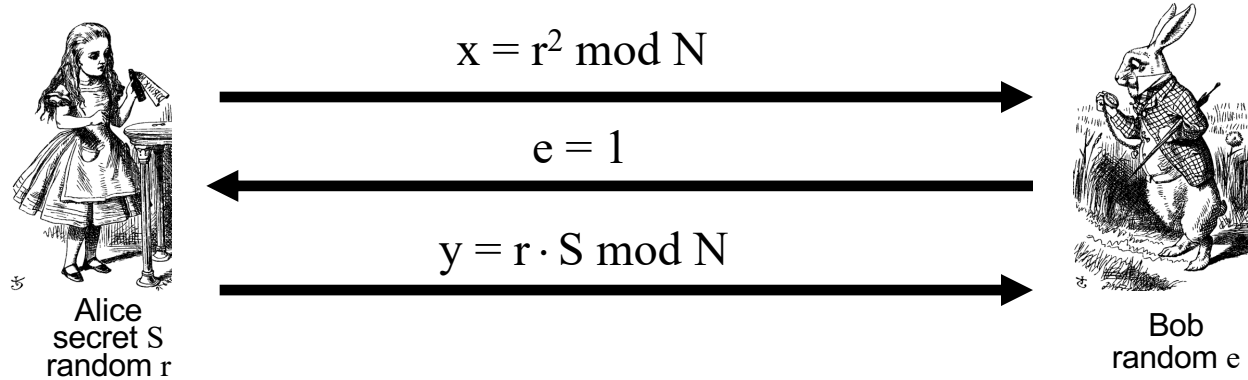 x = r² mod N
e = 1
y = r · S mod N
Alice
secret S
random r
Bob
random e